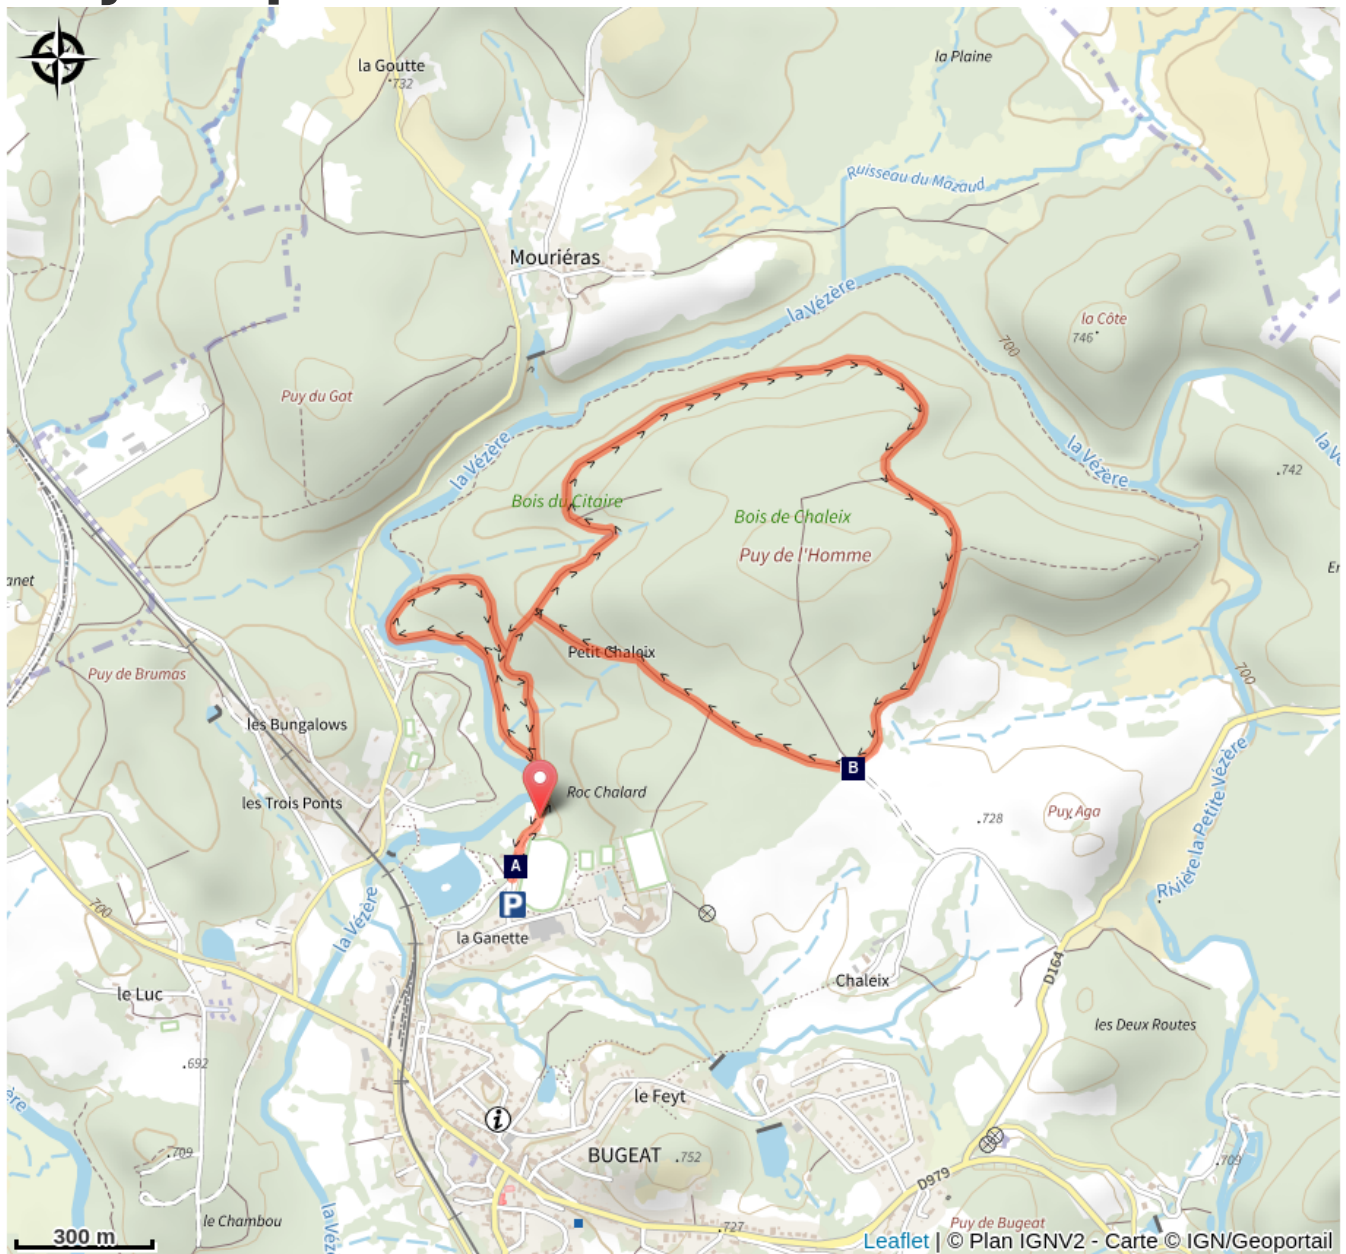 la Goutte
732
la Plaine
Ruisseau du Mazaud
Mouriéras
la Vézère
la Côte
746
700
Puy du Gat
la Vézère
la Vézère
742
Bois du Citaire
Bois de Chaleix
Puy de l'Homme
Petit Chaleix
Puy de Brumas
700
les Bungalows
les Trois Ponts
Roc Chalard
B
Puy Aga
728
Rivière la Petite Vézère
A
P
700
la Vézère
la Ganette
le Luc
Chaleix
D164
les Deux Routes
692
le Feyt
i
BUGEAT
752
709
709
D979
le Chambou
727
Puy de Bugeat
300 m
Leaflet | © Plan IGNV2 - Carte © IGN/Geoportail